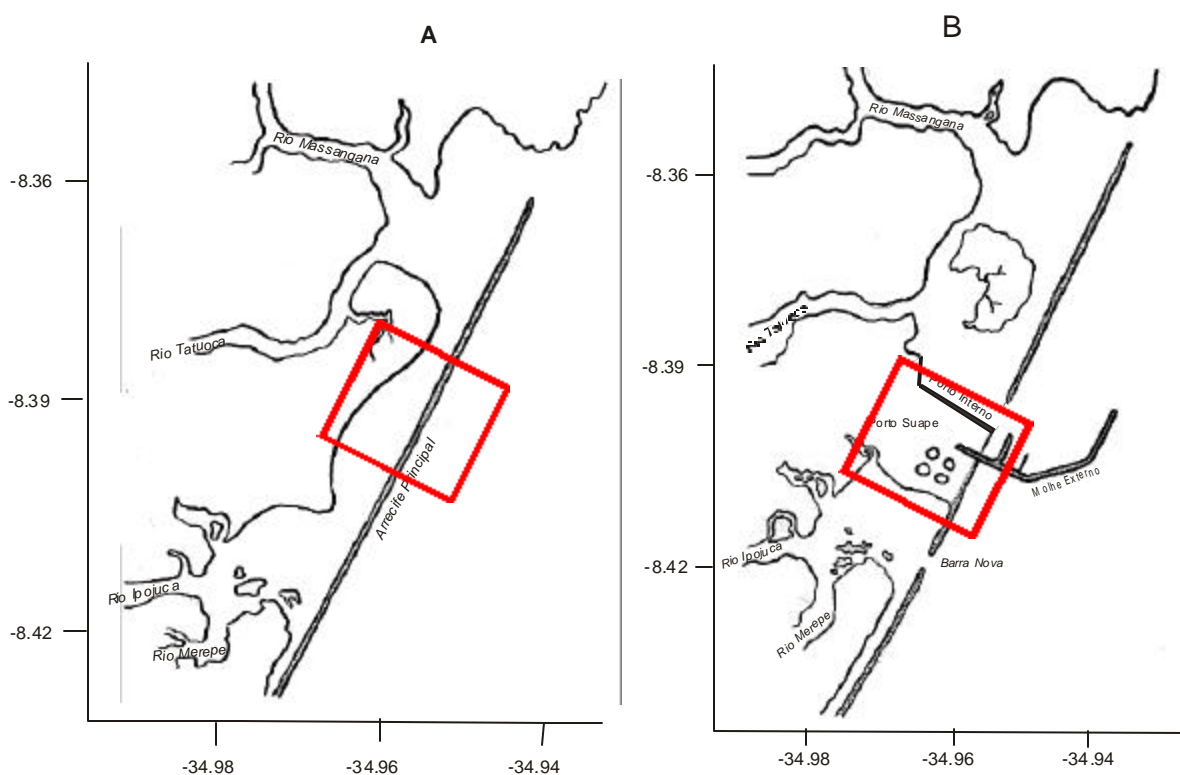 A
Rio Massangana
-8.36
Rio Tatuoca
-8.39
Arrecife Principal
Rio Ipojuca
-8.42
Rio Merepe
-34.98
-34.96
-34.94
B
Rio Massangana
-8.36
-8.39
Porto Interno
Porto Suape
Molhe Externo
Rio Ipojuca
Barra Nova
-8.42
Rio Merepe
-34.98
-34.96
-34.94